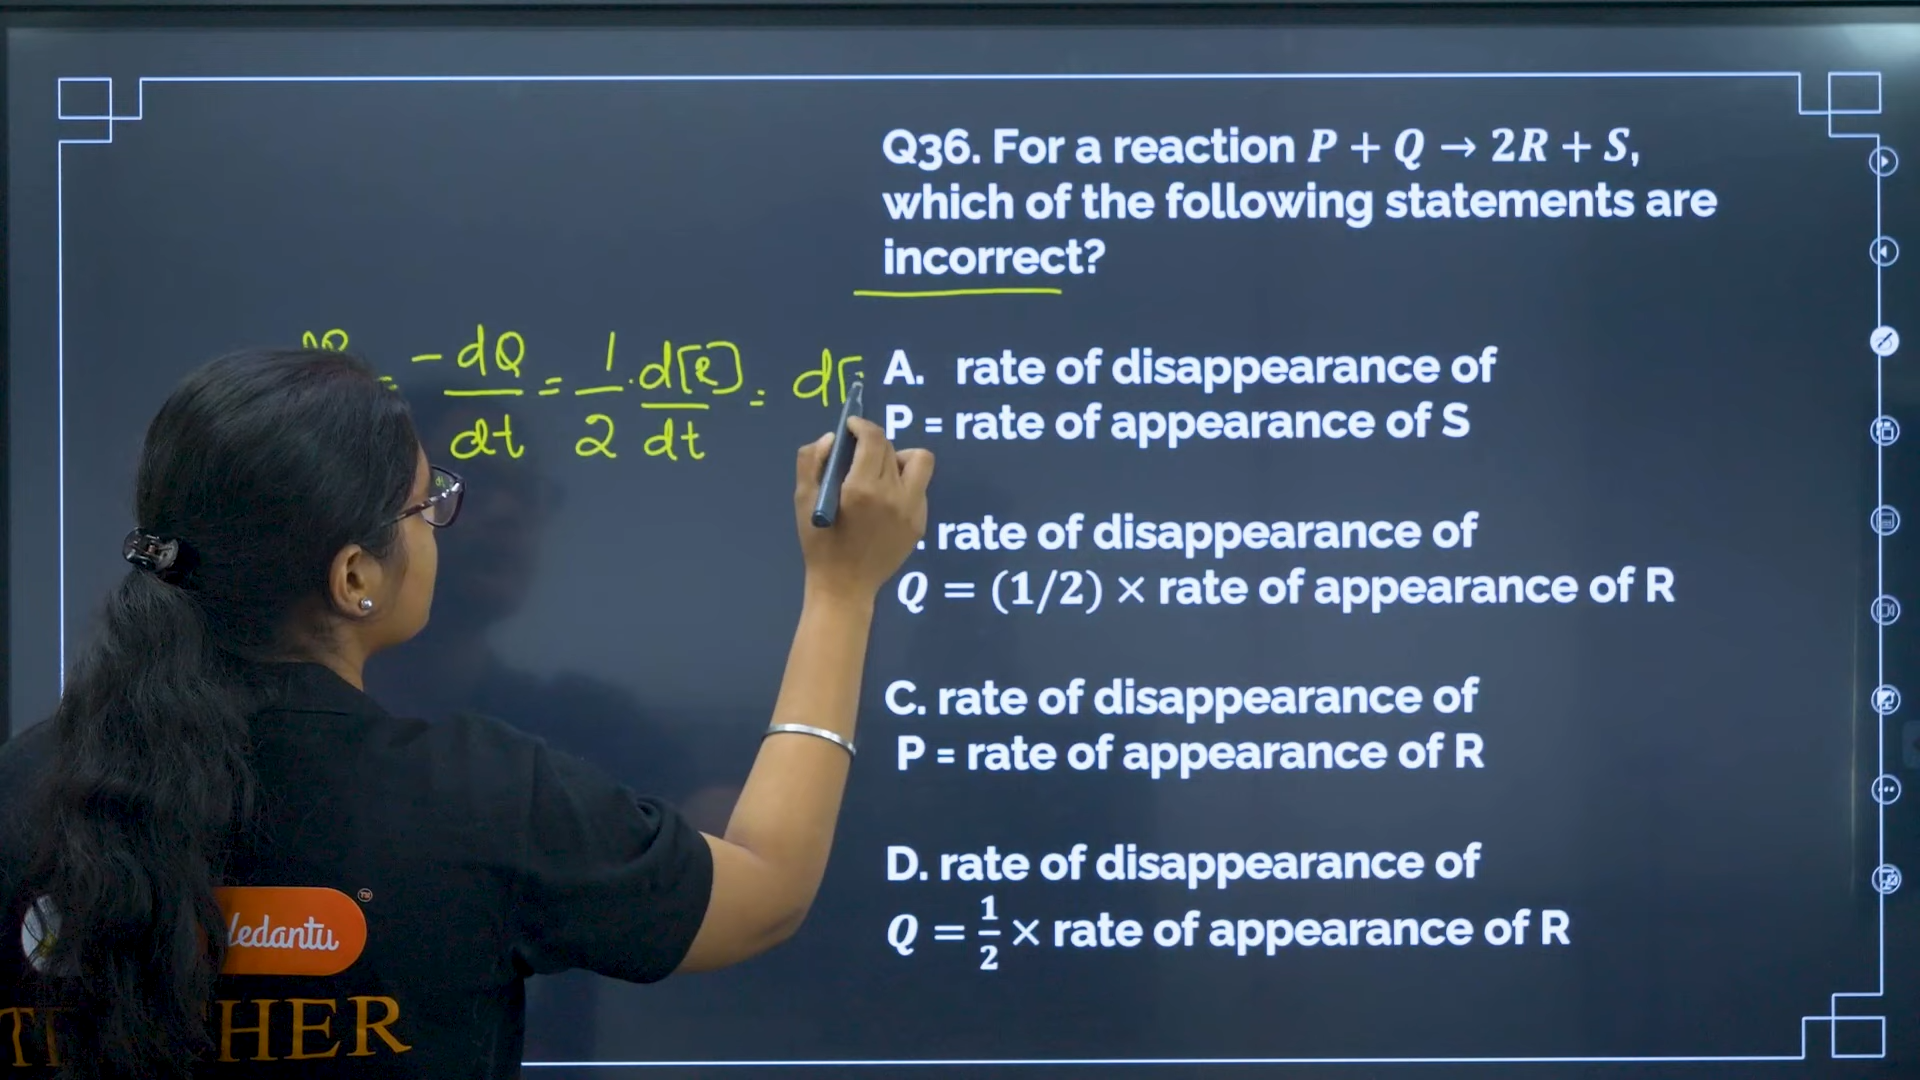 Q36. For a reaction P + Q → 2R + S,
which of the following statements are
incorrect?
-dQ/dt = 1/2 . d[R]/dt = d[
A. rate of disappearance of
P = rate of appearance of S
. rate of disappearance of
Q = (1/2) × rate of appearance of R
C. rate of disappearance of
P = rate of appearance of R
D. rate of disappearance of
Q = 1/2 × rate of appearance of R
Vedantu ™
HER